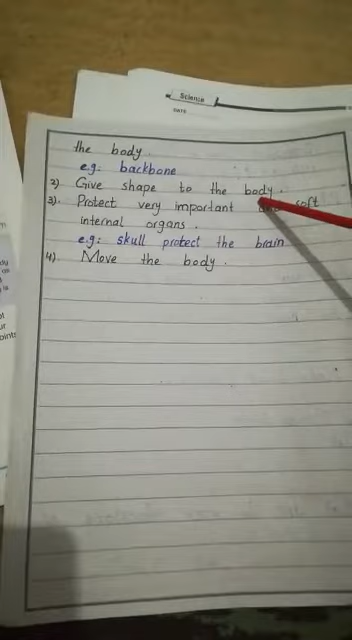 Science
DATE
the body.
e.g: backbone
2) Give shape to the body.
3). Protect very important soft
internal organs.
e.g: skull protect the brain
4). Move the body.